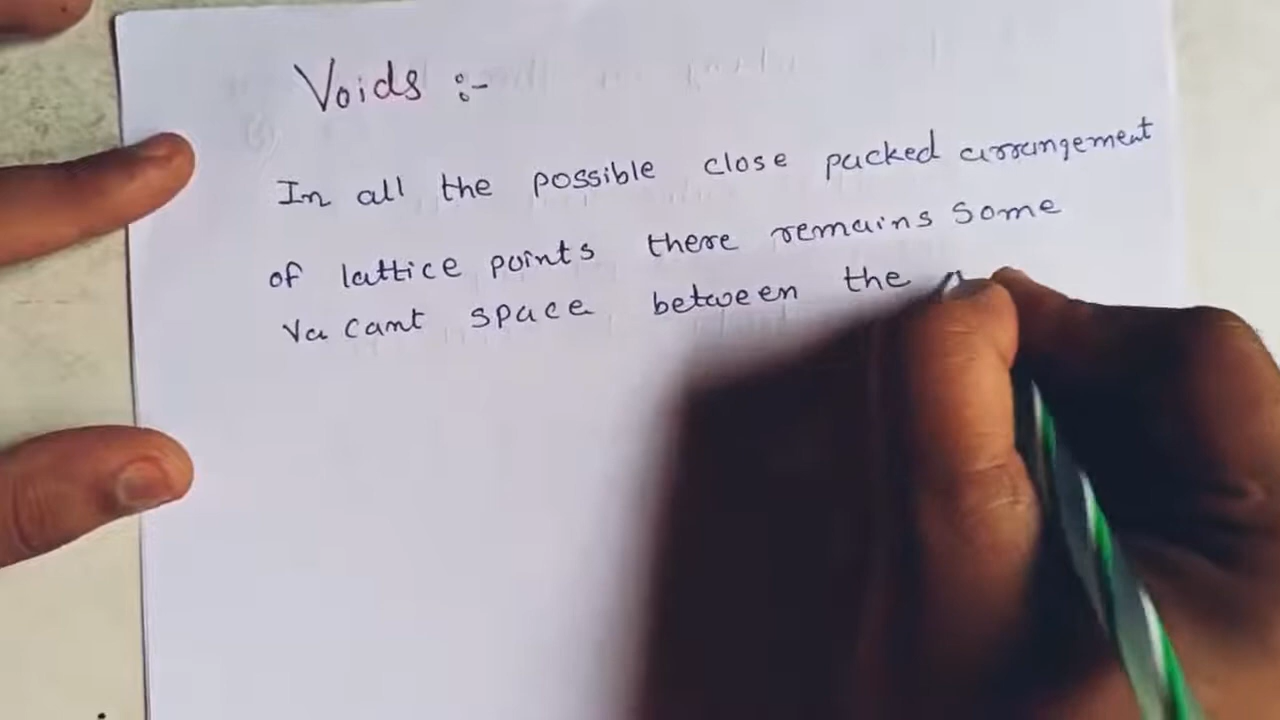 Voids :-
In all the possible close packed arrangement
of lattice points there remains some
Vacant space between the